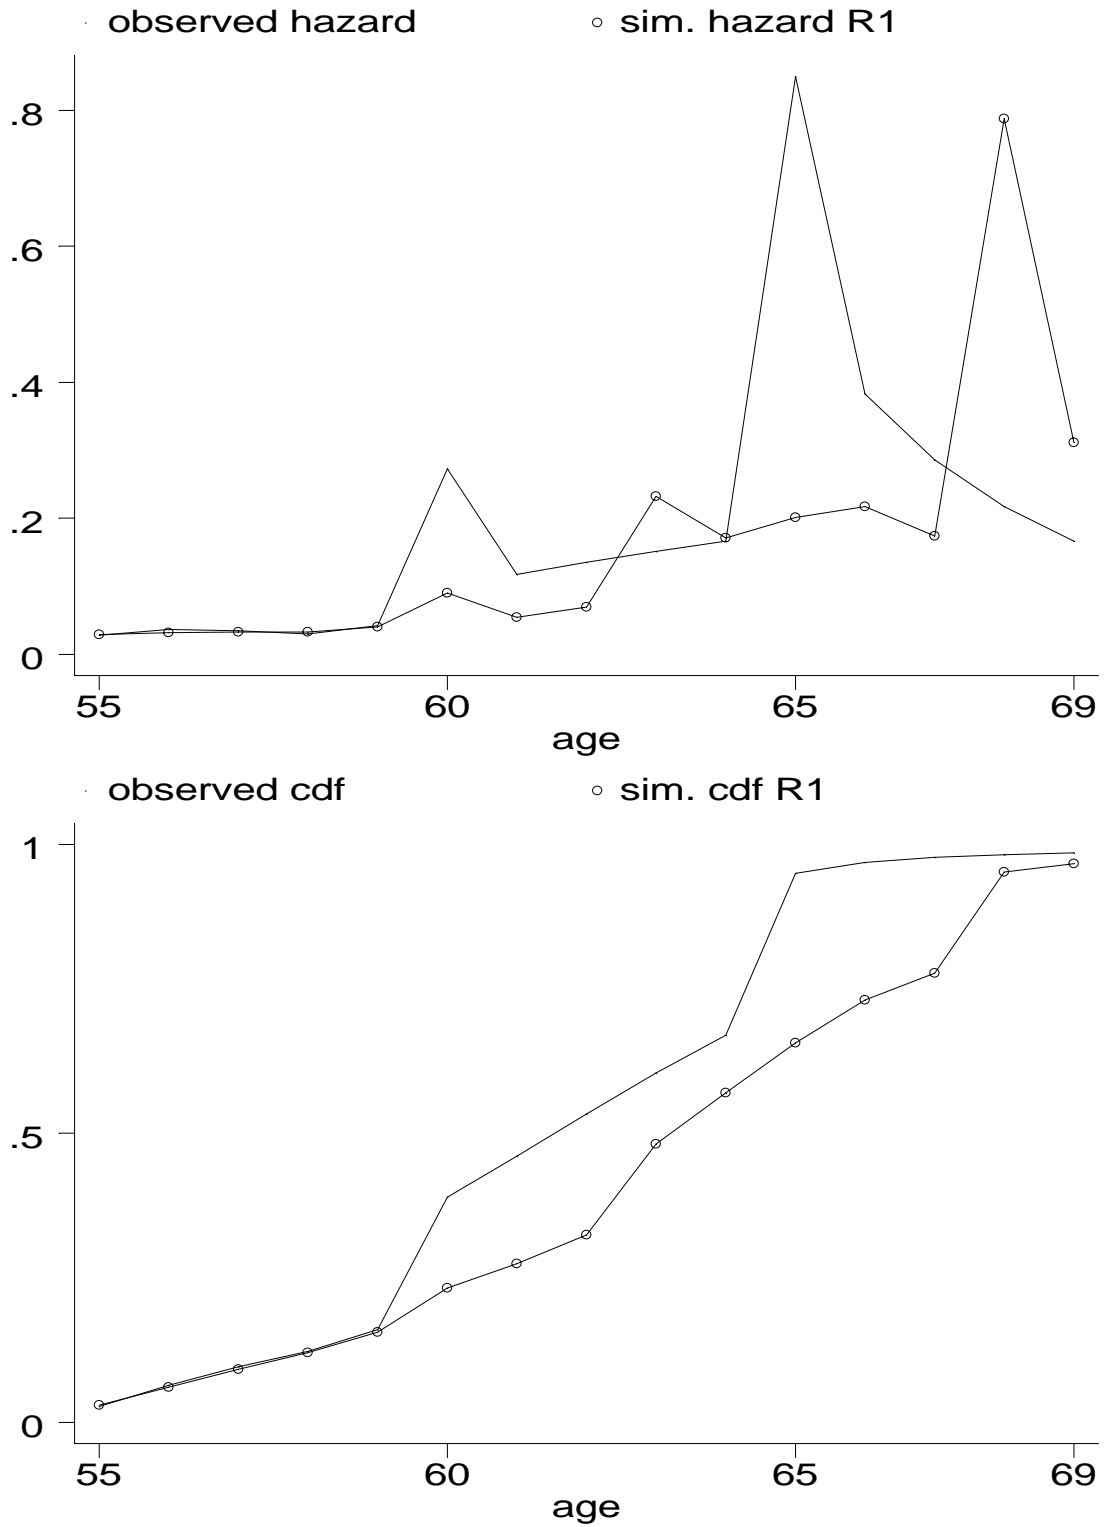 observed hazard sim. hazard R1
.8
.6
.4
.2
0
55 60 65 69
age
observed cdf sim. cdf R1
1
.5
0
55 60 65 69
age